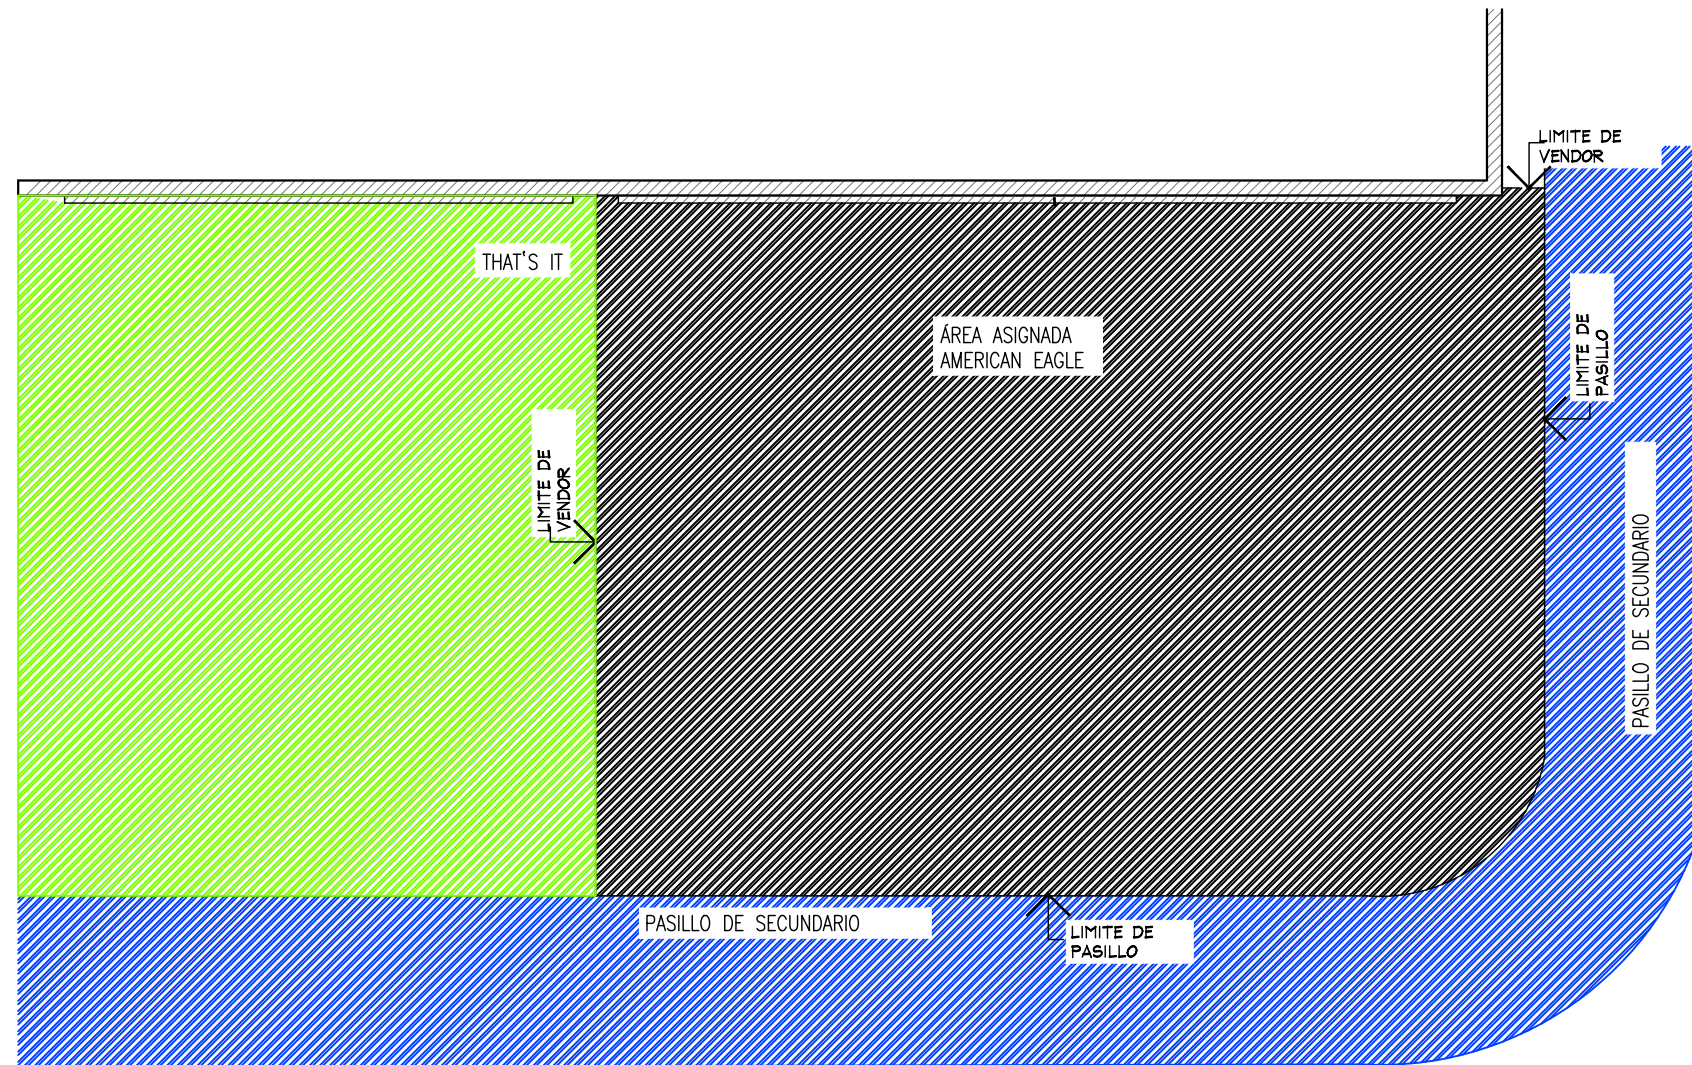 LIMITE DE
VENDOR
THAT'S IT
ÁREA ASIGNADA
AMERICAN EAGLE
LIMITE DE
PASILLO
LIMITE DE
VENDOR
PASILLO DE SECUNDARIO
PASILLO DE SECUNDARIO
LIMITE DE
PASILLO